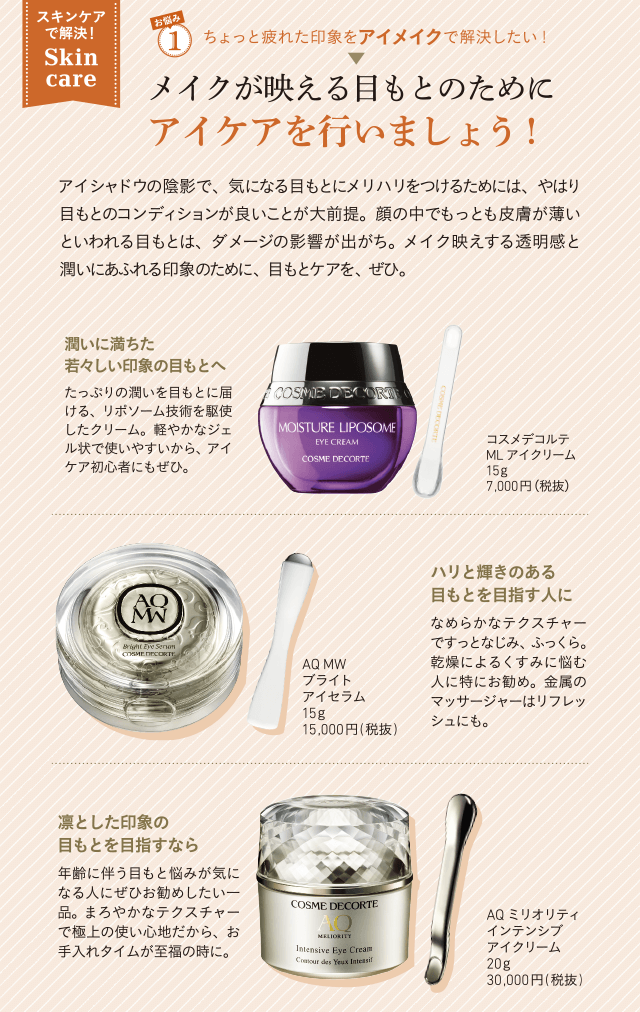 スキンケア
で解決！
Skin
care
お悩み
1
ちょっと疲れた印象をアイメイクで解決したい！
メイクが映える目もとのために
アイケアを行いましょう！
アイシャドウの陰影で、気になる目もとにメリハリをつけるためには、やはり
目もとのコンディションが良いことが大前提。顔の中でもっとも皮膚が薄い
といわれる目もとは、ダメージの影響が出がち。メイク映えする透明感と
潤いにあふれる印象のために、目もとケアを、ぜひ。
潤いに満ちた
若々しい印象の目もとへ
たっぷりの潤いを目もとに届
ける、リポソーム技術を駆使
したクリーム。軽やかなジェ
ル状で使いやすいから、アイ
ケア初心者にもぜひ。
COSME DECORTE
MOISTURE LIPOSOME
EYE CREAM
COSME DECORTE
COSME DECORTE
コスメデコルテ
ML アイクリーム
15g
7,000円（税抜）
AQ
MW
Bright Eye Serum
COSME DECORTE
AQ MW
ブライト
アイセラム
15g
15,000円（税抜）
ハリと輝きのある
目もとを目指す人に
なめらかなテクスチャー
ですっとなじみ、ふっくら。
乾燥によるくすみに悩む
人に特にお勧め。金属の
マッサージャーはリフレッ
シュにも。
凛とした印象の
目もとを目指すなら
年齢に伴う目もと悩みが気に
なる人にぜひお勧めしたい一
品。まろやかなテクスチャー
で極上の使い心地だから、お
手入れタイムが至福の時に。
COSME DECORTE
AQ
MELIORITY
Intensive Eye Cream
Contour des Yeux Intensif
AQ ミリオリティ
インテンシブ
アイクリーム
20g
30,000円（税抜）